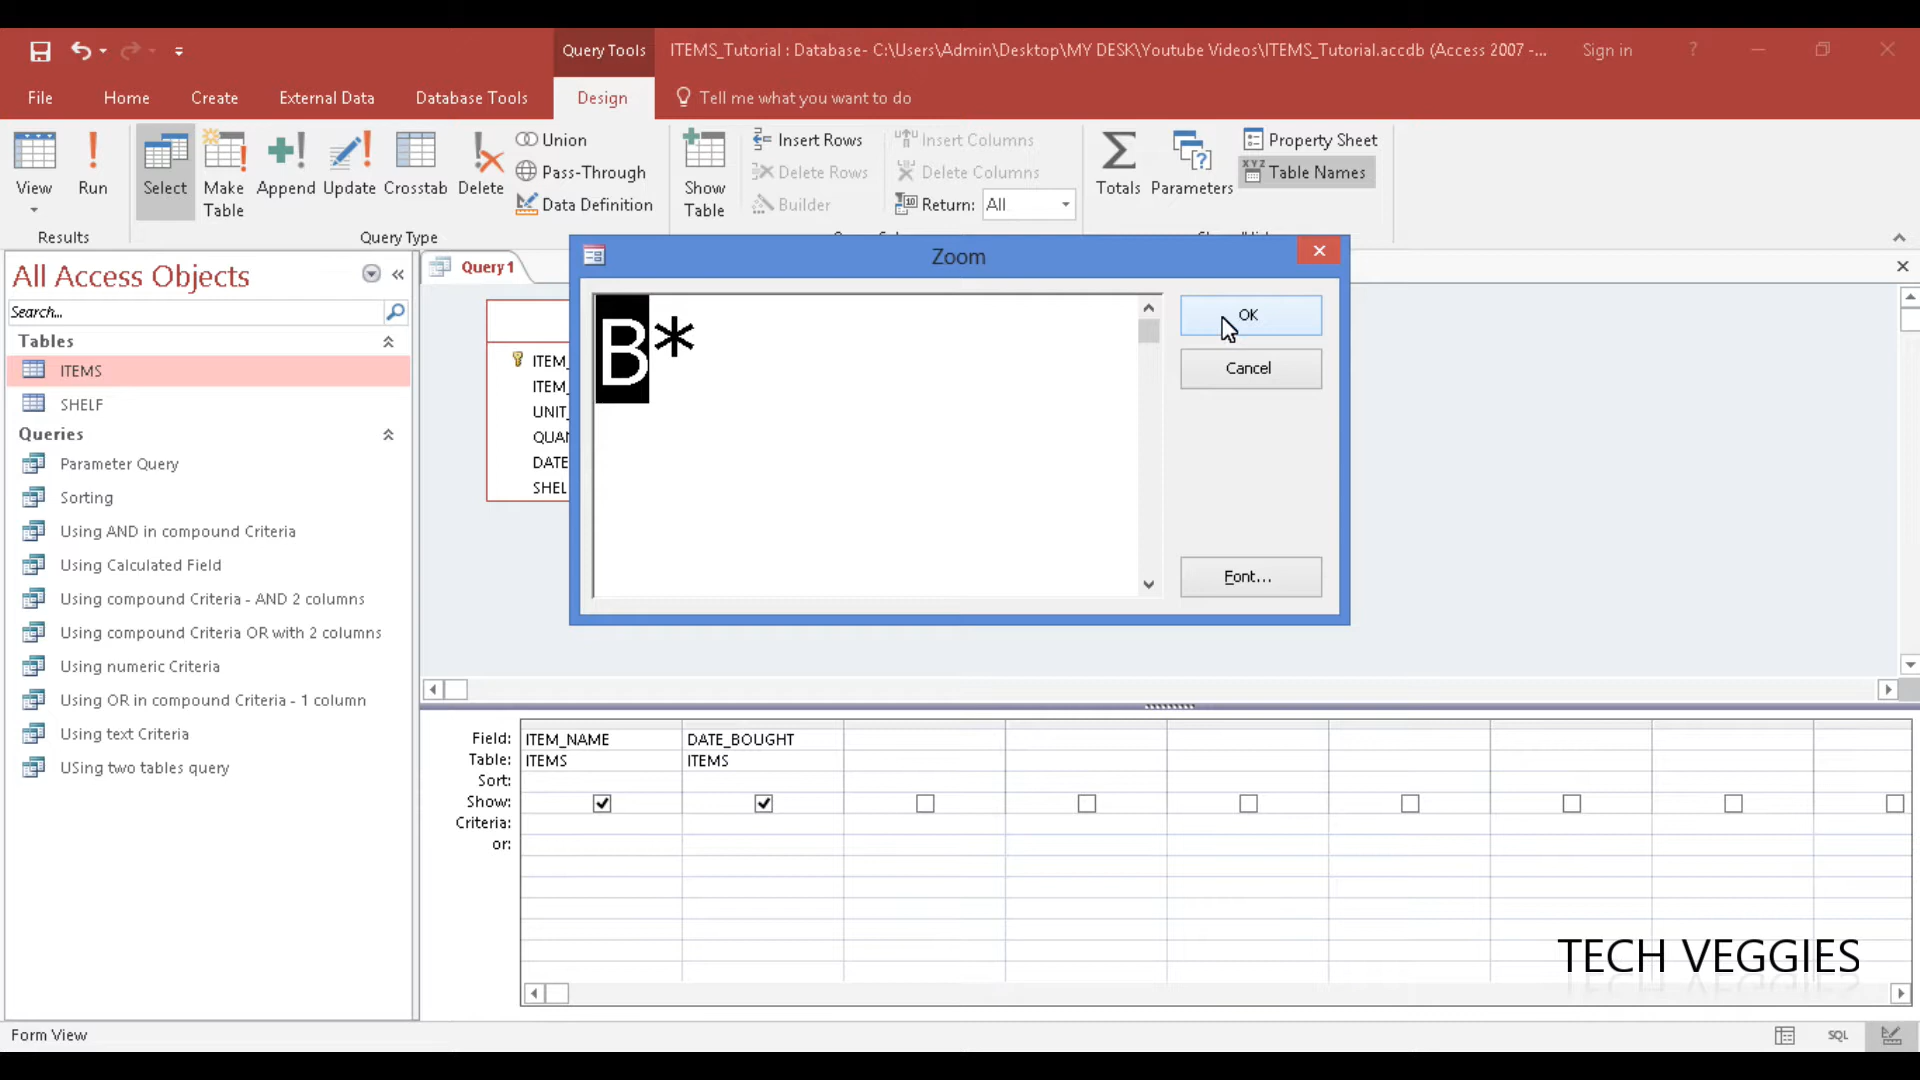 Query Tools
ITEMS_Tutorial : Database- C:\Users\Admin\Desktop\MY DESK\Youtube Videos\ITEMS_Tutorial.accdb (Access 2007 -...
Sign in
?
File
Home
Create
External Data
Database Tools
Design
Tell me what you want to do
View
Run
Select
Make
Table
Append
Update
Crosstab
Delete
Union
Pass-Through
Data Definition
Show
Table
Insert Rows
Delete Rows
Builder
Insert Columns
Delete Columns
Return: All
Totals
Parameters
Property Sheet
Table Names
Results
Query Type
All Access Objects
Search...
Tables
ITEMS
SHELF
Queries
Parameter Query
Sorting
Using AND in compound Criteria
Using Calculated Field
Using compound Criteria - AND 2 columns
Using compound Criteria OR with 2 columns
Using numeric Criteria
Using OR in compound Criteria - 1 column
Using text Criteria
USing two tables query
Query1
ITEM_
ITEM_
UNIT_
QUAN
DATE
SHEL
Zoom
B*
OK
Cancel
Font...
Field: ITEM_NAME DATE_BOUGHT
Table: ITEMS ITEMS
Sort:
Show:
Criteria:
or:
TECH VEGGIES
Form View
SQL